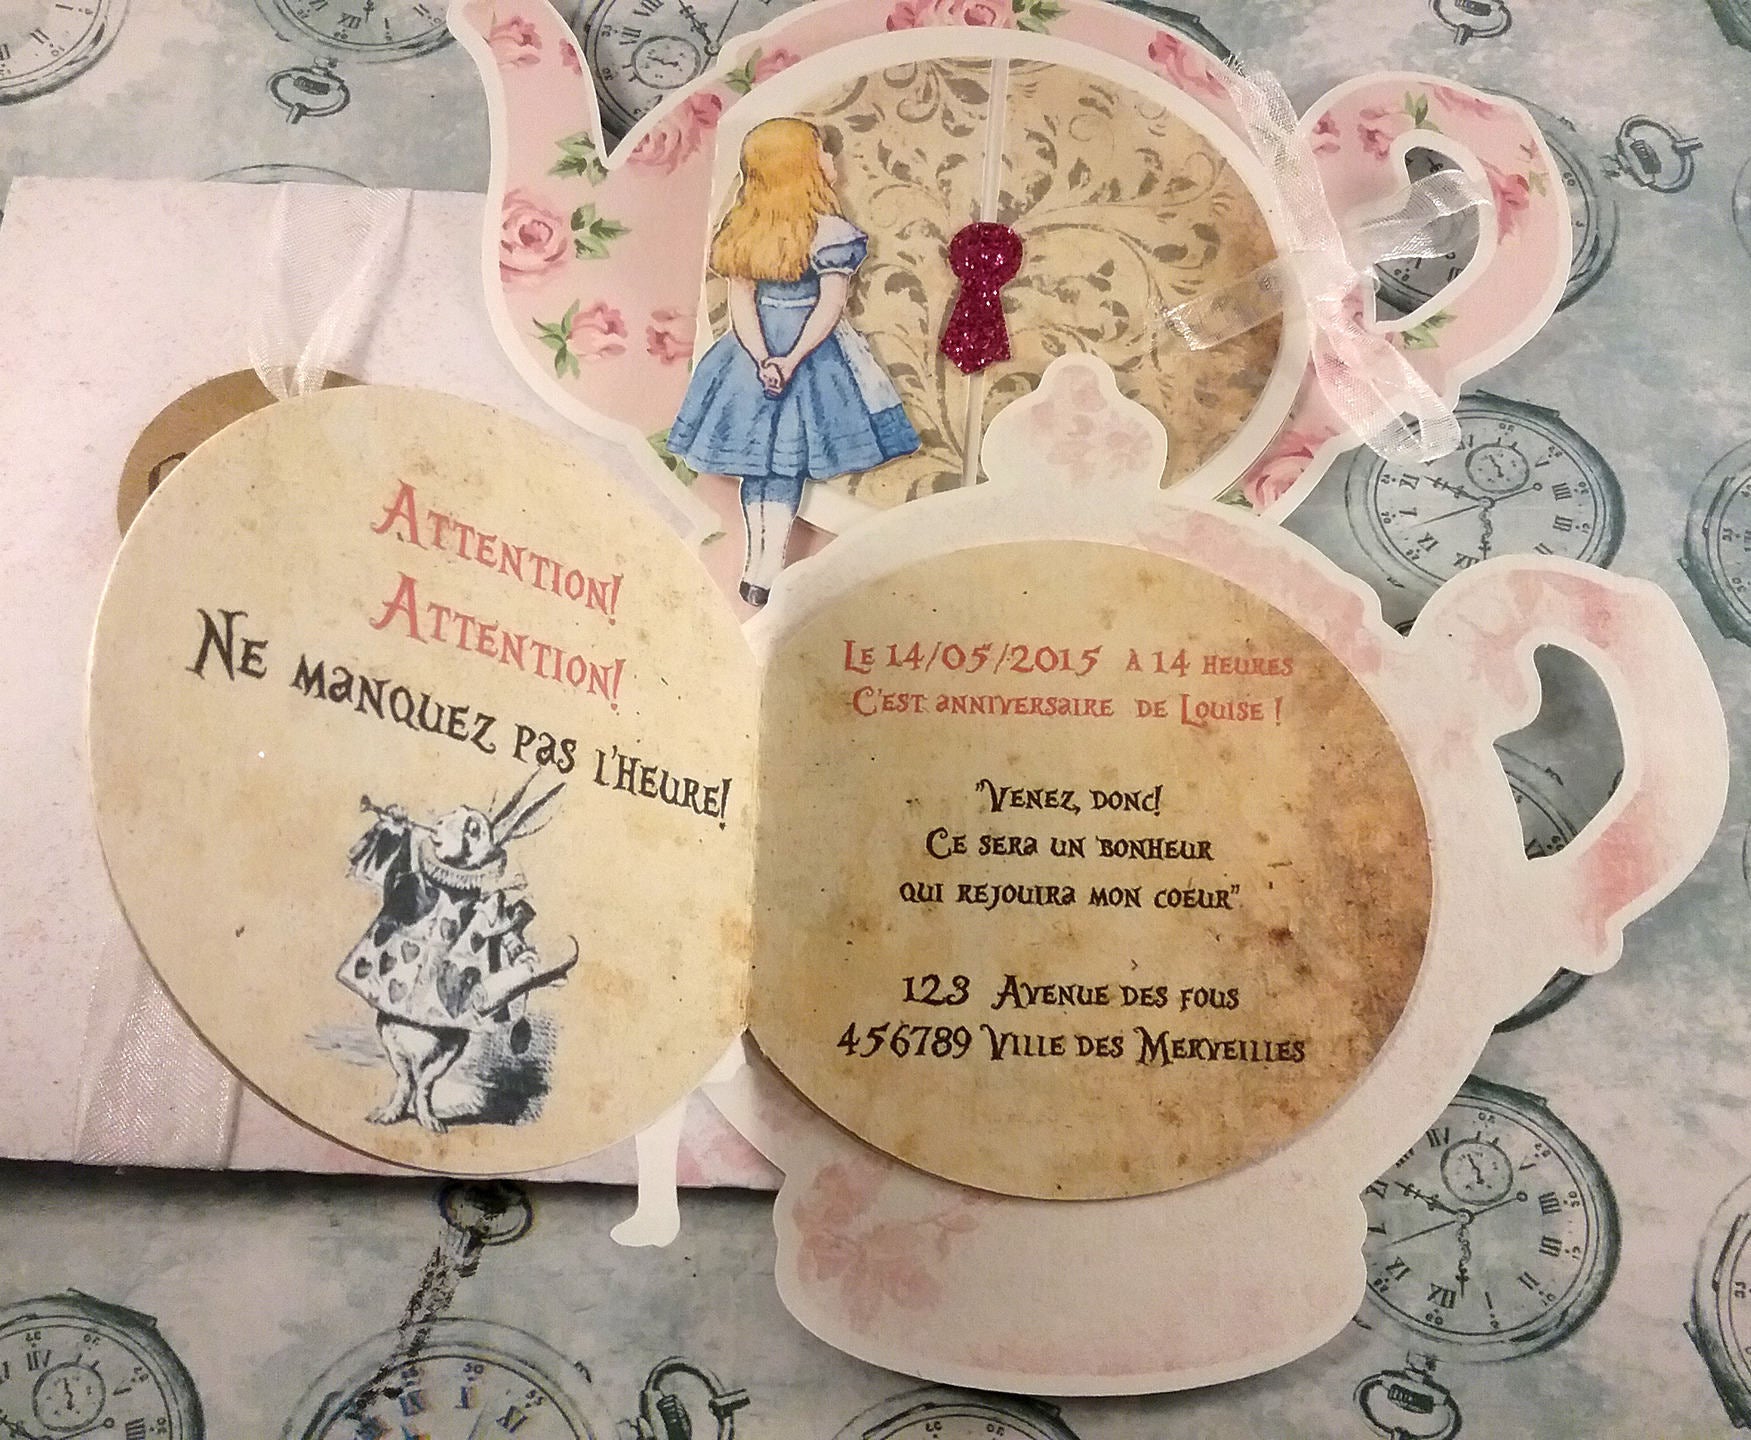 Attention!
Attention!
Ne manquez pas l'heure!
Le 14/05/2015 à 14 heures
C'est anniversaire de Louise !
"Venez, donc!
Ce sera un bonheur
qui rejouira mon coeur"
123 Avenue des fous
456789 Ville des Merveilles